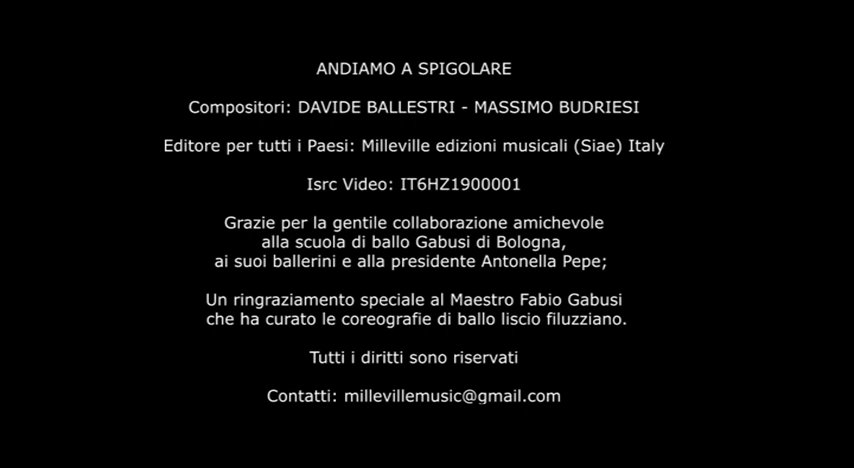 ANDIAMO A SPIGOLARE
Compositori: DAVIDE BALLESTRI - MASSIMO BUDRIESI
Editore per tutti i Paesi: Milleville edizioni musicali (Siae) Italy
Isrc Video: IT6HZ1900001
Grazie per la gentile collaborazione amichevole
alla scuola di ballo Gabusi di Bologna,
ai suoi ballerini e alla presidente Antonella Pepe;
Un ringraziamento speciale al Maestro Fabio Gabusi
che ha curato le coreografie di ballo liscio filuzziano.
Tutti i diritti sono riservati
Contatti: millevillemusic@gmail.com